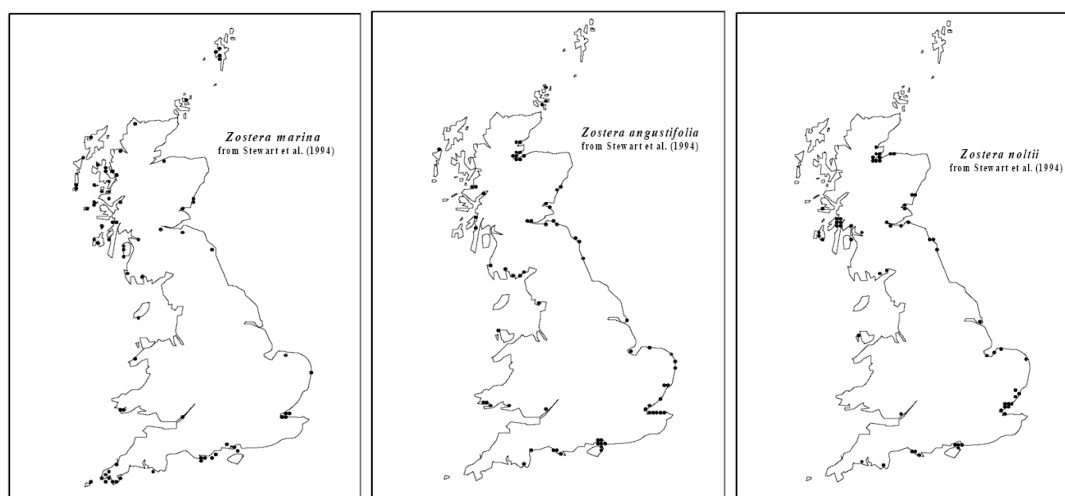 Zostera marina
from Stewart et al. (1994)
Zostera angustifolia
from Stewart et al. (1994)
Zostera noltii
from Stewart et al. (1994)